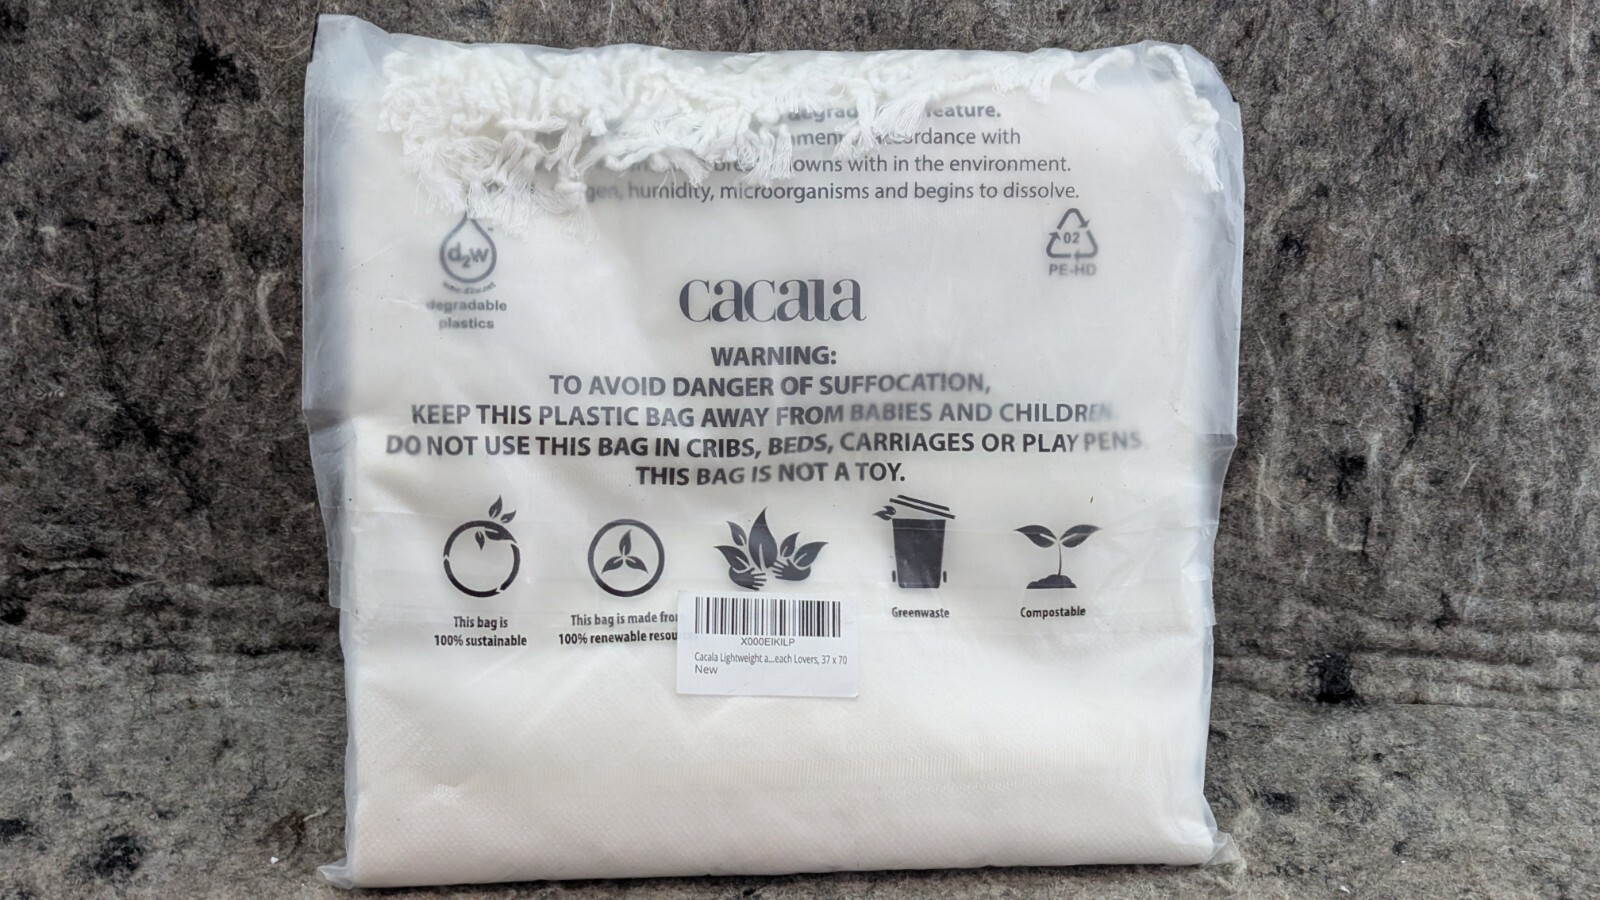 feature.
accordance with
in the environment.
humidity, microorganisms and begins to dissolve.
d2w
degradable
plastics
02
PE-HD
cacala
WARNING:
TO AVOID DANGER OF SUFFOCATION,
KEEP THIS PLASTIC BAG AWAY FROM BABIES AND CHILDREN.
DO NOT USE THIS BAG IN CRIBS, BEDS, CARRIAGES OR PLAY PENS.
THIS BAG IS NOT A TOY.
This bag is
100% sustainable
This bag is made from
100% renewable
Greenwaste
Compostable
X000EIKILP
Cacala Lightweight a...each Lovers, 37 x 70
New